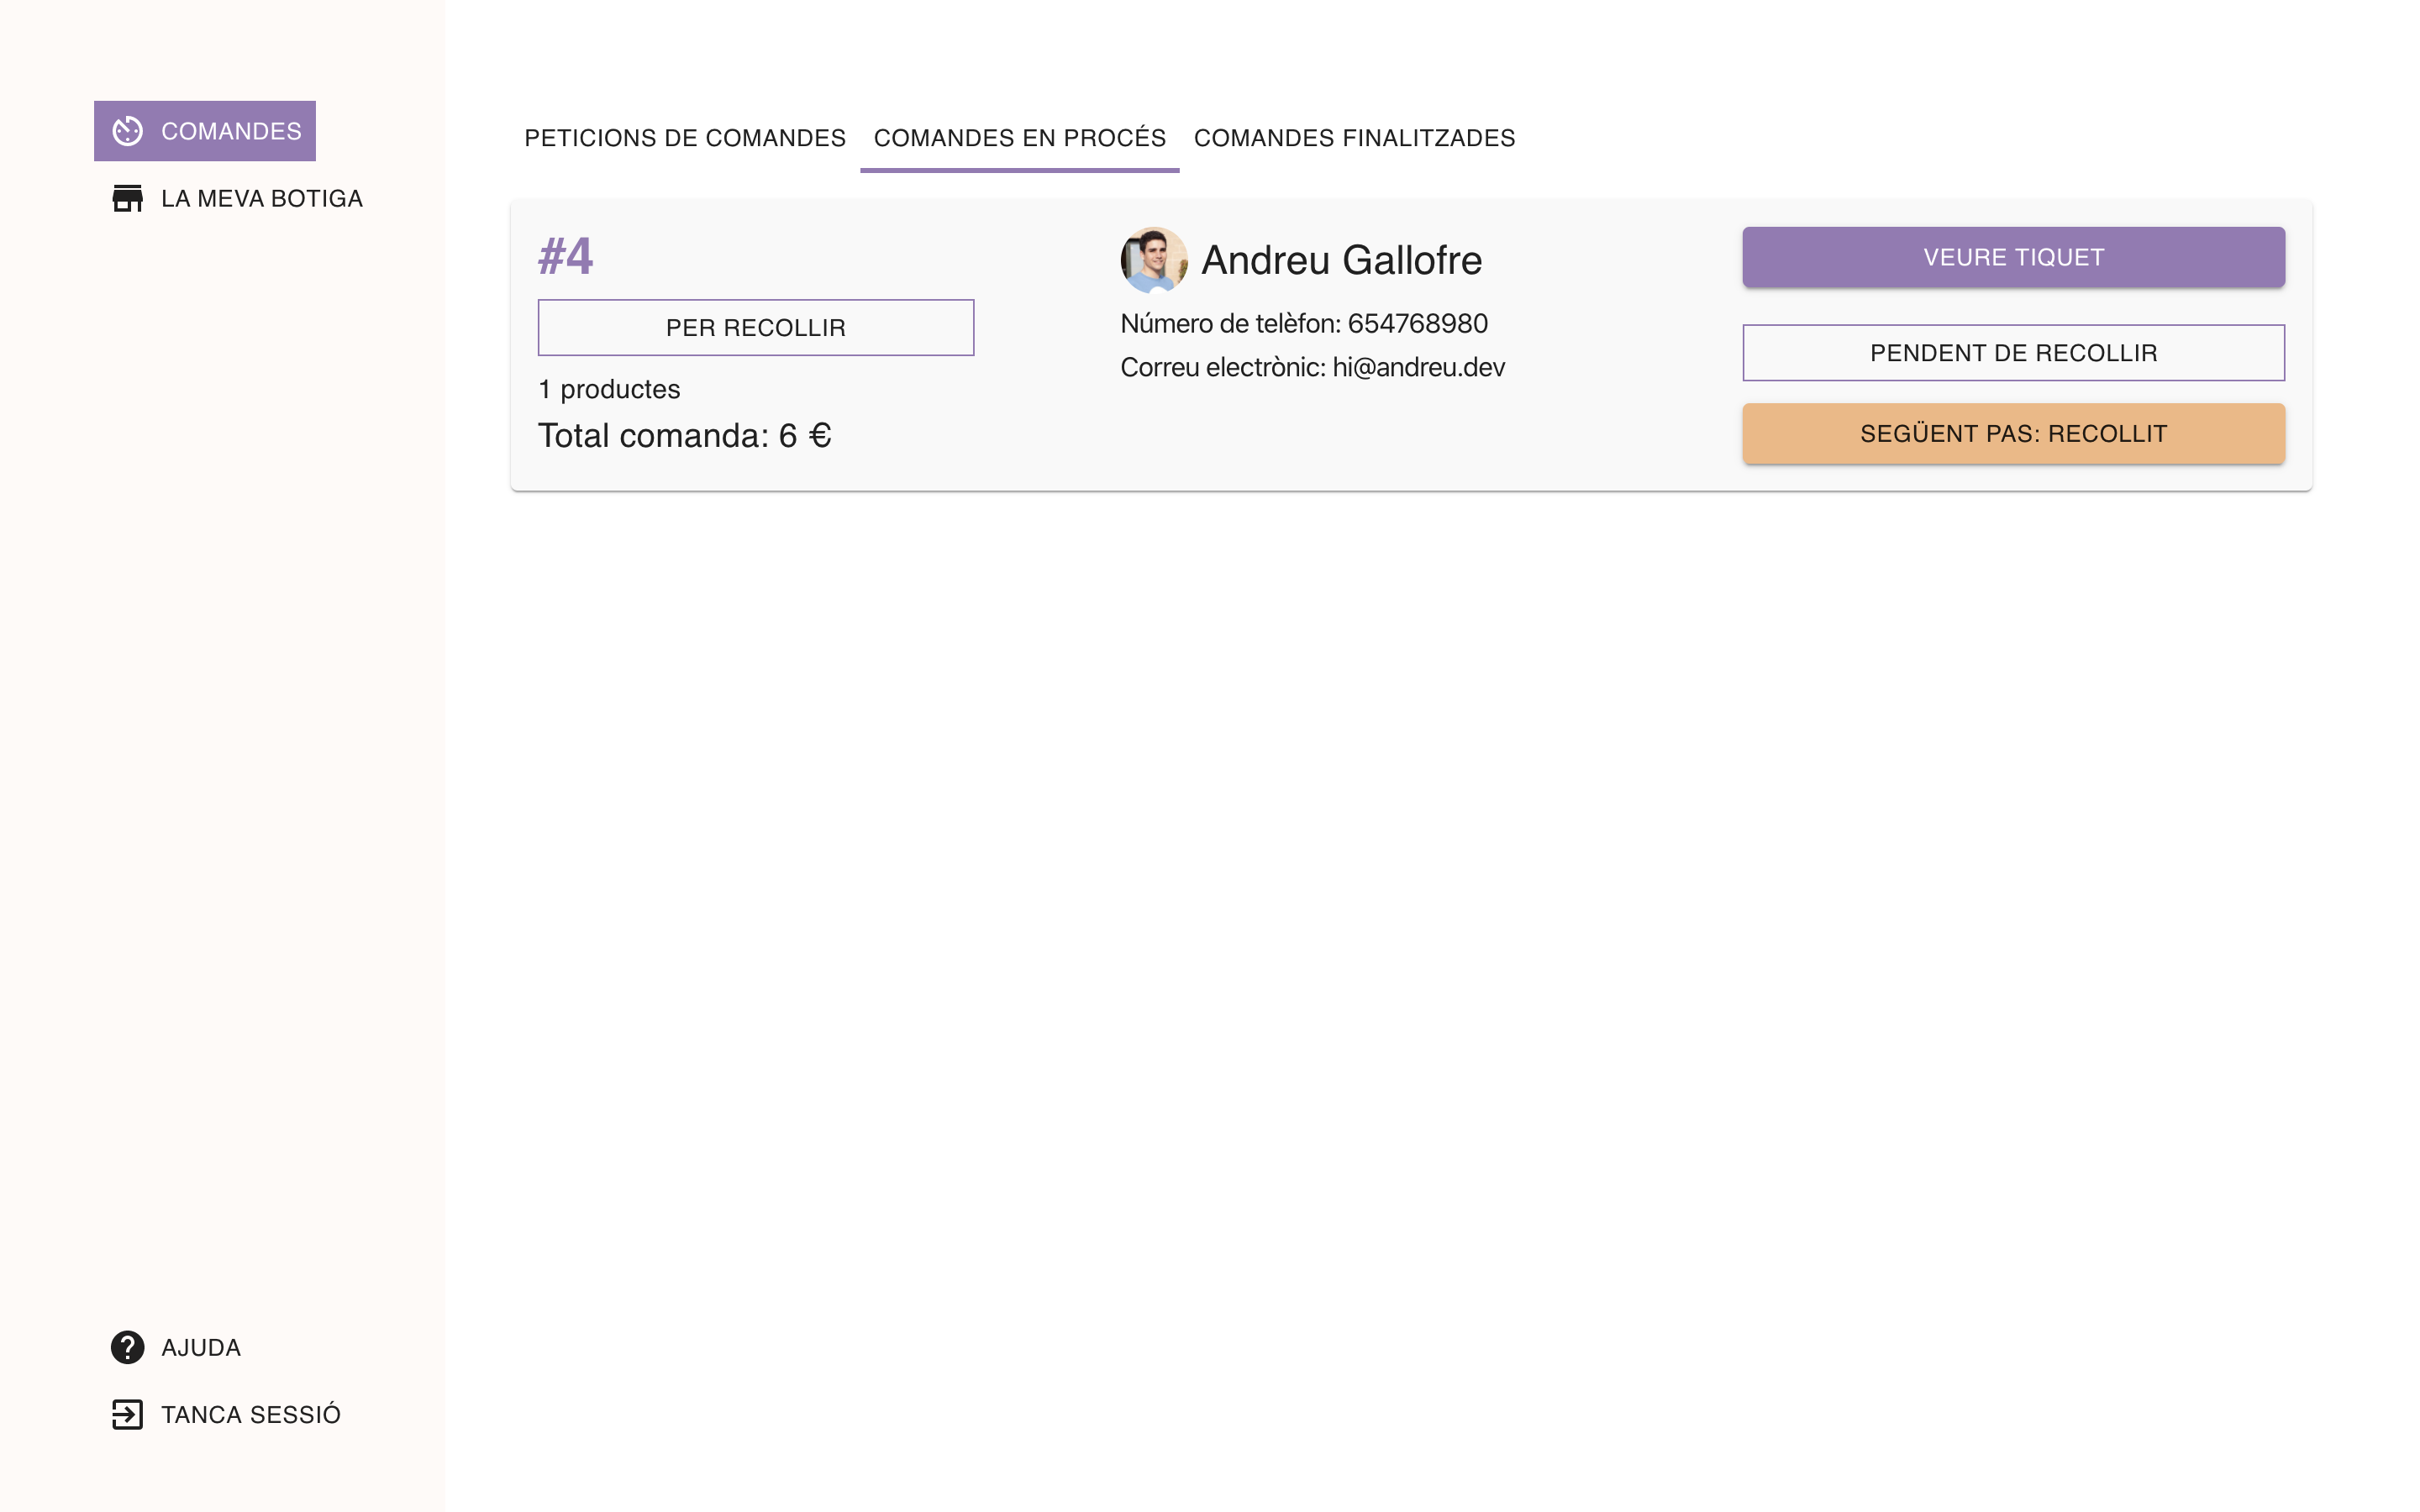 COMANDES
LA MEVA BOTIGA
PETICIONS DE COMANDES
COMANDES EN PROCÉS
COMANDES FINALITZADES
#4
PER RECOLLIR
1 productes
Total comanda: 6 €
Andreu Gallofre
Número de telèfon: 654768980
Correu electrònic: hi@andreu.dev
VEURE TIQUET
PENDENT DE RECOLLIR
SEGÜENT PAS: RECOLLIT
AJUDA
TANCA SESSIÓ